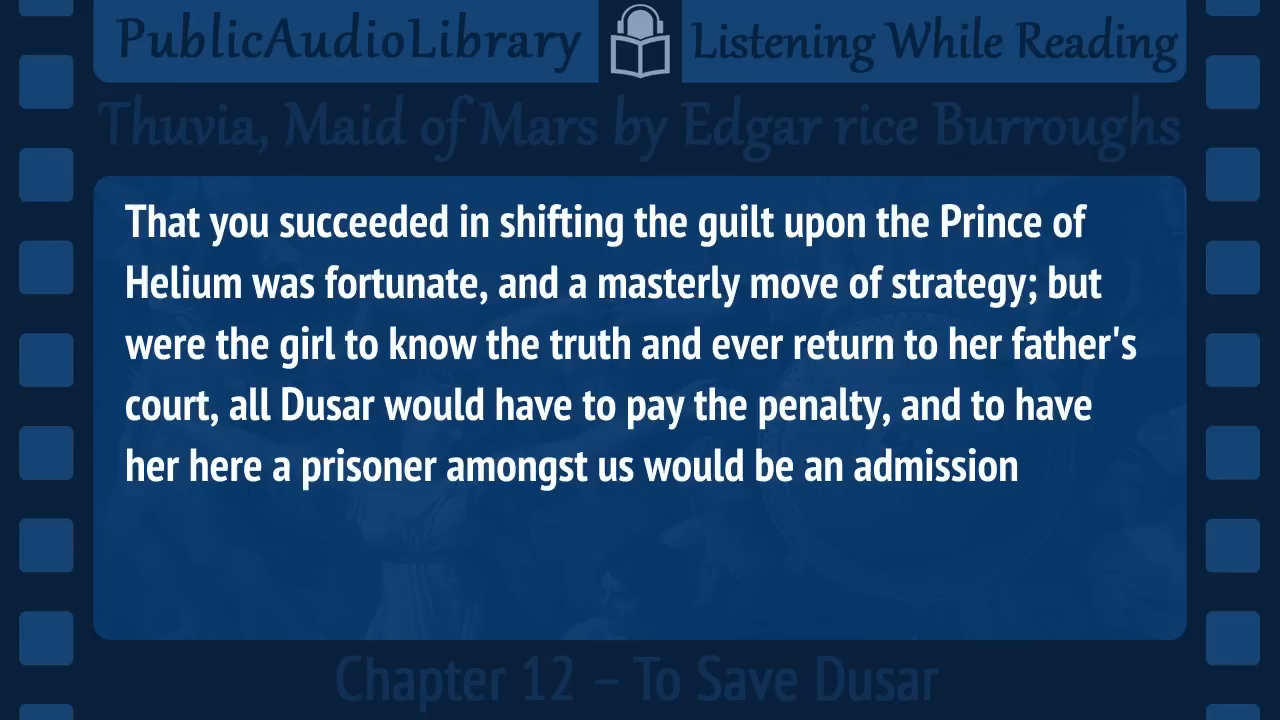 PublicAudioLibrary Listening While Reading
Thuvia, Maid of Mars by Edgar rice Burroughs
That you succeeded in shifting the guilt upon the Prince of
Helium was fortunate, and a masterly move of strategy; but
were the girl to know the truth and ever return to her father's
court, all Dusar would have to pay the penalty, and to have
her here a prisoner amongst us would be an admission
Chapter 12 – To Save Dusar